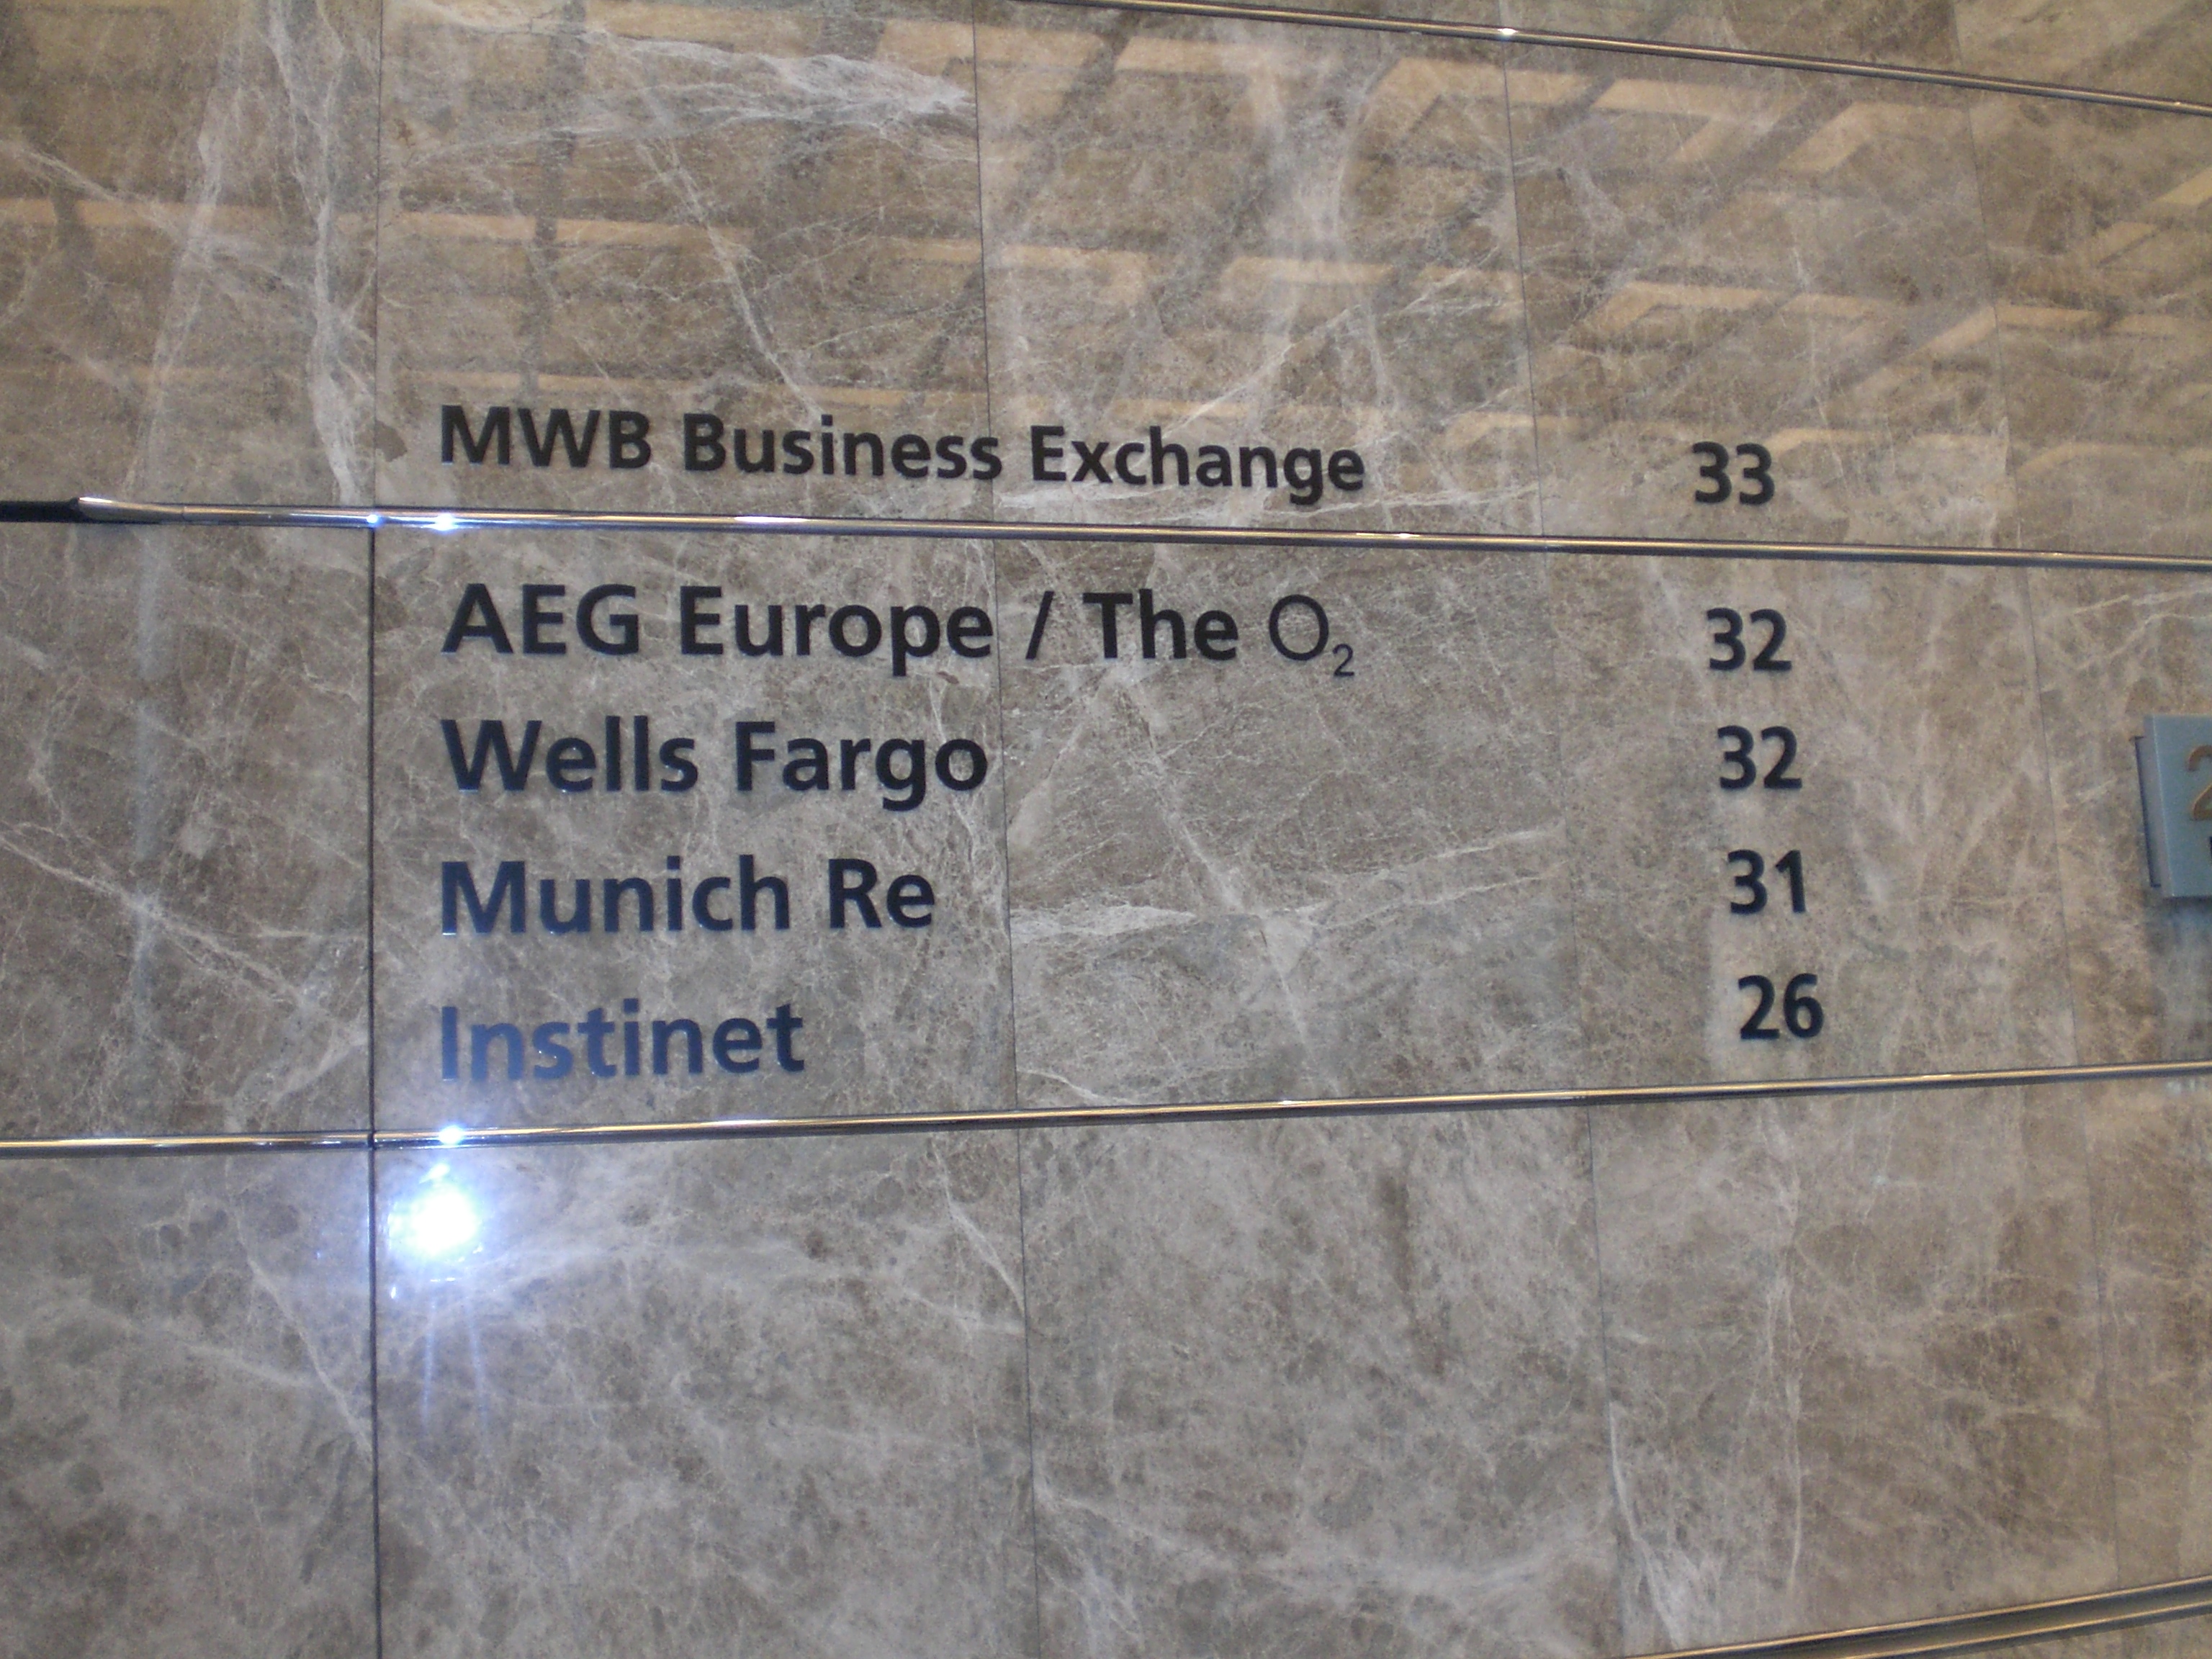 MWB Business Exchange 33
AEG Europe / The O₂ 32
Wells Fargo 32
Munich Re 31
Instinet 26